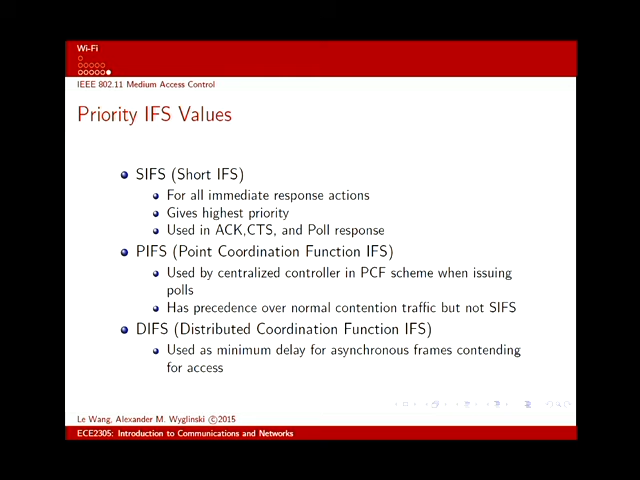 Wi-Fi
IEEE 802.11 Medium Access Control
Priority IFS Values
SIFS (Short IFS)
For all immediate response actions
Gives highest priority
Used in ACK,CTS, and Poll response
PIFS (Point Coordination Function IFS)
Used by centralized controller in PCF scheme when issuing
polls
Has precedence over normal contention traffic but not SIFS
DIFS (Distributed Coordination Function IFS)
Used as minimum delay for asynchronous frames contending
for access
Le Wang, Alexander M. Wyglinski ©2015
ECE2305: Introduction to Communications and Networks